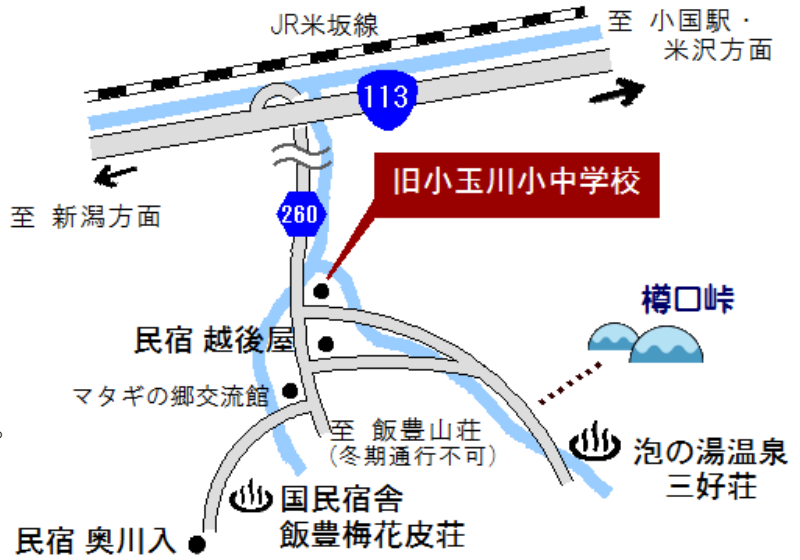 JR米坂線
至 小国駅・
米沢方面
113
旧小玉川小中学校
260
至 新潟方面
樽口峠
民宿 越後屋
マタギの郷交流館
。
至 飯豊山荘
(冬期通行不可)
泡の湯温泉
三好荘
国民宿舎
飯豊梅花皮荘
民宿 奥川入